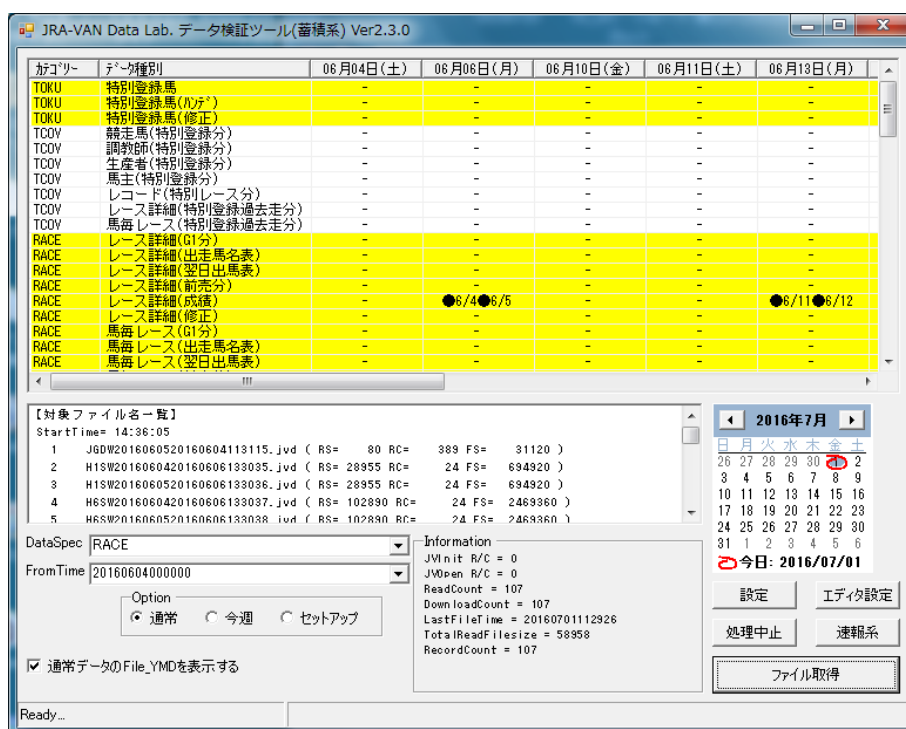 JRA-VAN Data Lab. データ検証ツール(蓄積系) Ver2.3.0
ｶﾃｺﾞﾘｰ ﾃﾞｰﾀ種別 06月04日(土) 06月06日(月) 06月10日(金) 06月11日(土) 06月13日(月)
TOKU 特別登録馬 - - - - -
TOKU 特別登録馬(ﾊﾝﾃﾞ) - - - - -
TOKU 特別登録馬(修正) - - - - -
TCOV 競走馬(特別登録分) - - - - -
TCOV 調教師(特別登録分) - - - - -
TCOV 生産者(特別登録分) - - - - -
TCOV 馬主(特別登録分) - - - - -
TCOV レコード(特別レース分) - - - - -
TCOV レース詳細(特別登録過去走分) - - - - -
TCOV 馬毎レース(特別登録過去走分) - - - - -
RACE レース詳細(G1分) - - - - -
RACE レース詳細(出走馬名表) - - - - -
RACE レース詳細(翌日出馬表) - - - - -
RACE レース詳細(前売分) - - - - -
RACE レース詳細(成績) - ●6/4●6/5 - - ●6/11●6/12
RACE レース詳細(修正) - - - - -
RACE 馬毎レース(G1分) - - - - -
RACE 馬毎レース(出走馬名表) - - - - -
RACE 馬毎レース(翌日出馬表) - - - - -
【対象ファイル名一覧】
StartTime= 14:36:05
1 JGDW2016060520160604113115.jvd ( RS= 80 RC= 389 FS= 31120 )
2 H1SW2016060420160606133035.jvd ( RS= 28955 RC= 24 FS= 694920 )
3 H1SW2016060520160606133036.jvd ( RS= 28955 RC= 24 FS= 694920 )
4 H6SW2016060420160606133037.jvd ( RS= 102890 RC= 24 FS= 2469360 )
5 H6SW2016060520160606133038.jvd ( RS= 102890 RC= 24 FS= 2469360 )
2016年7月
日 月 火 水 木 金 土
26 27 28 29 30 1 2
3 4 5 6 7 8 9
10 11 12 13 14 15 16
17 18 19 20 21 22 23
24 25 26 27 28 29 30
31 1 2 3 4 5 6
今日: 2016/07/01
DataSpec RACE
FromTime 20160604000000
Option
通常 今週 セットアップ
通常データのFile_YMDを表示する
Information
JVInit R/C = 0
JVOpen R/C = 0
ReadCount = 107
DownloadCount = 107
LastFileTime = 20160701112926
TotalReadFilesize = 58958
RecordCount = 107
設定 エディタ設定
処理中止 速報系
ファイル取得
Ready...